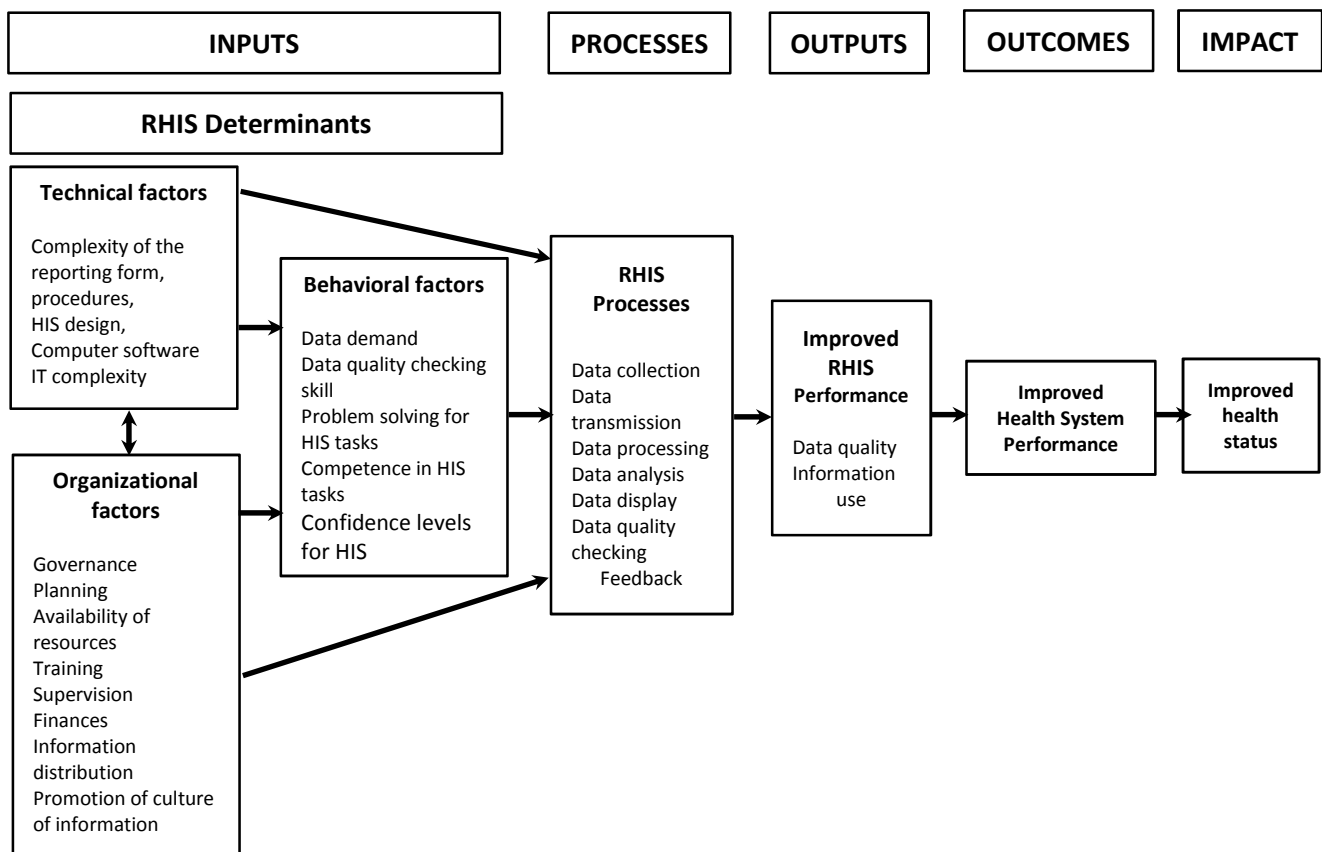 INPUTS
PROCESSES
OUTPUTS
OUTCOMES
IMPACT
RHIS Determinants
Technical factors
Complexity of the
reporting form,
procedures,
HIS design,
Computer software
IT complexity
Organizational
factors
Governance
Planning
Availability of
resources
Training
Supervision
Finances
Information
distribution
Promotion of culture
of information
Behavioral factors
Data demand
Data quality checking
skill
Problem solving for
HIS tasks
Competence in HIS
tasks
Confidence levels
for HIS
RHIS
Processes
Data collection
Data
transmission
Data processing
Data analysis
Data display
Data quality
checking
Feedback
Improved
RHIS
Performance
Data quality
Information
use
Improved
Health System
Performance
Improved
health
status